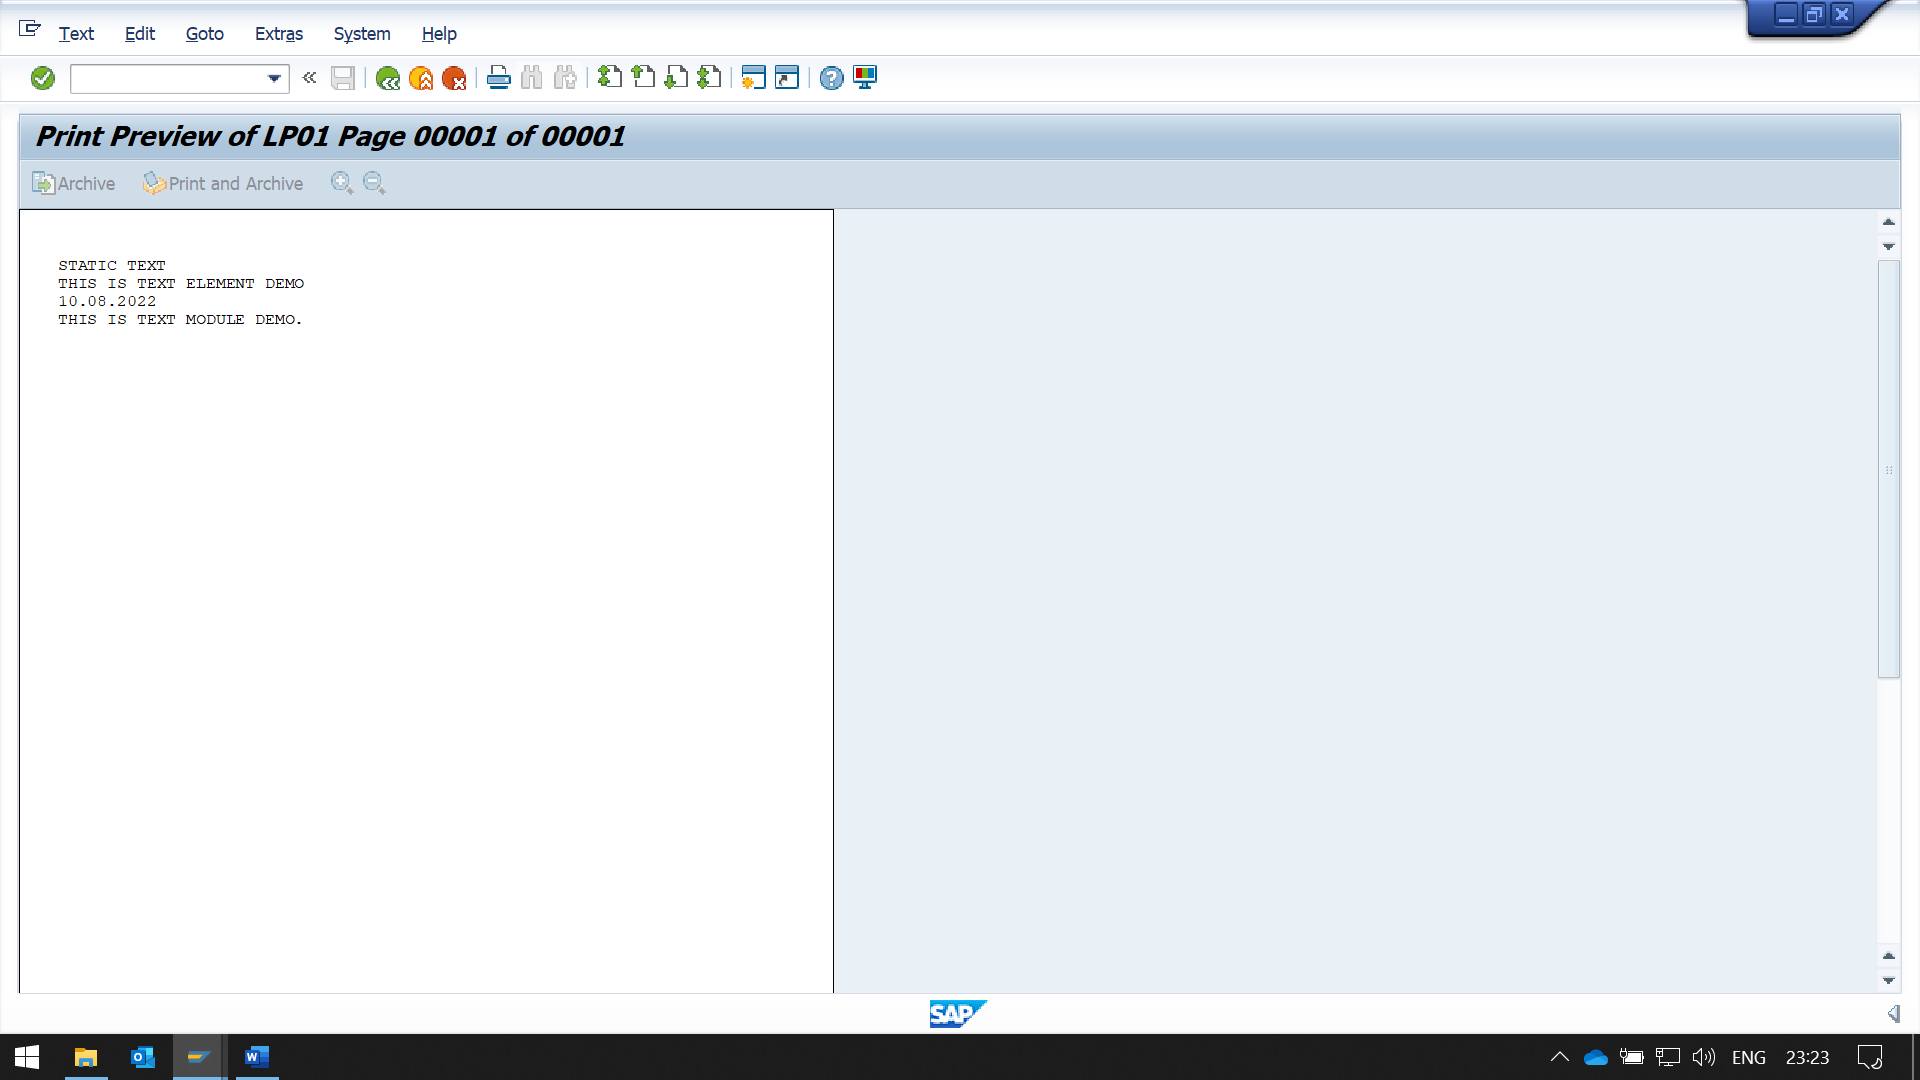 Text Edit Goto Extras System Help
Print Preview of LP01 Page 00001 of 00001
Archive Print and Archive
STATIC TEXT
THIS IS TEXT ELEMENT DEMO
10.08.2022
THIS IS TEXT MODULE DEMO.
SAP
ENG 23:23